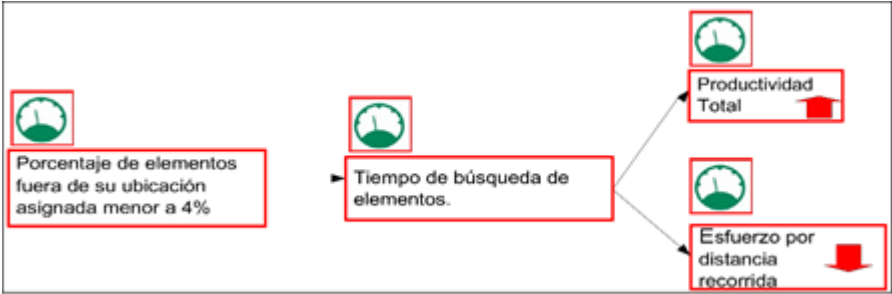 Porcentaje de elementos
fuera de su ubicación
asignada menor a 4%
Tiempo de búsqueda de
elementos.
Productividad
Total
Esfuerzo por
distancia
recorrida